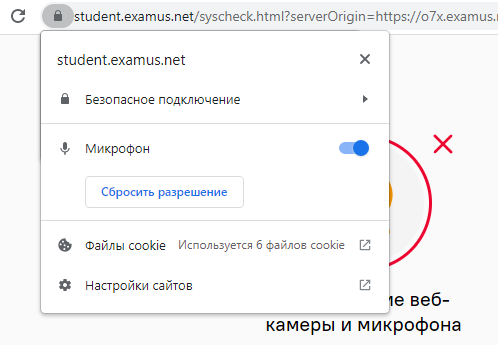 student.examus.net/syscheck.html?serverOrigin=https://o7x.examus.
student.examus.net
Безопасное подключение
Микрофон
Сбросить разрешение
Файлы cookie Используется 6 файлов cookie
Настройки сайтов
ие веб-
камеры и микрофона